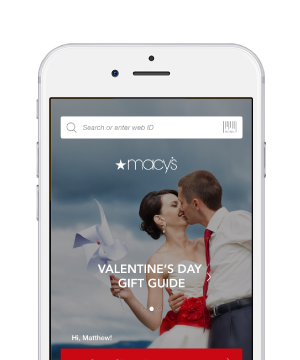 Search or enter web ID
macy's
VALENTINE'S DAY
GIFT GUIDE
Hi, Matthew!